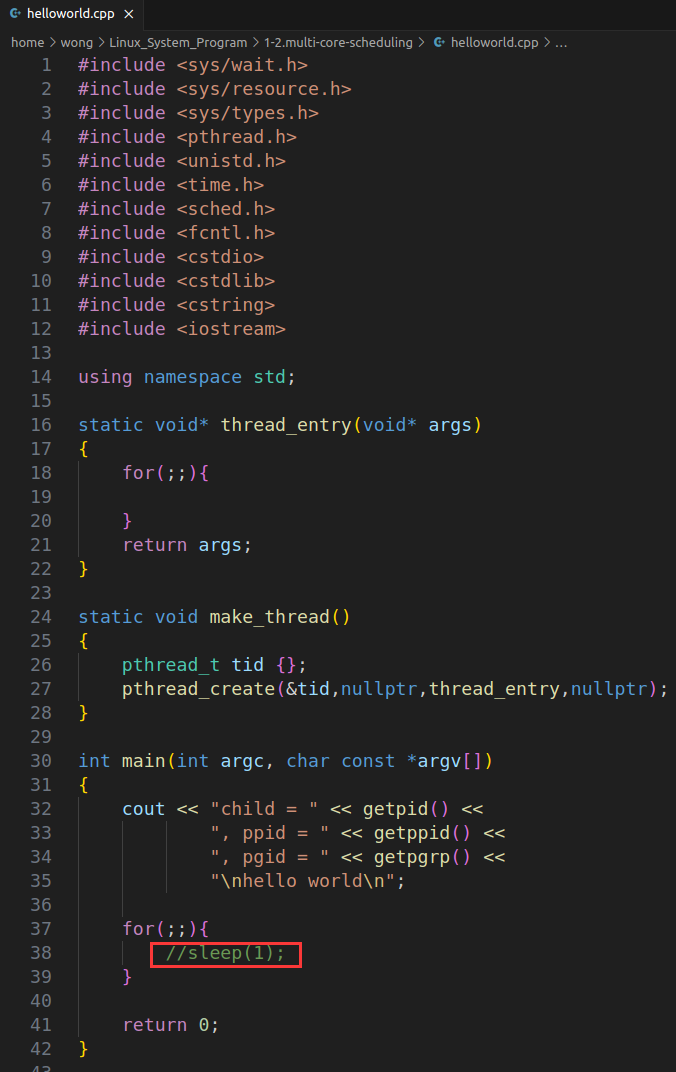 helloworld.cpp ×
home > wong > Linux_System_Program > 1-2.multi-core-scheduling > helloworld.cpp > ...
1 #include <sys/wait.h>
2 #include <sys/resource.h>
3 #include <sys/types.h>
4 #include <pthread.h>
5 #include <unistd.h>
6 #include <time.h>
7 #include <sched.h>
8 #include <fcntl.h>
9 #include <cstdio>
10 #include <cstdlib>
11 #include <cstring>
12 #include <iostream>
13
14 using namespace std;
15
16 static void* thread_entry(void* args)
17 {
18     for(;;){
19
20     }
21     return args;
22 }
23
24 static void make_thread()
25 {
26     pthread_t tid {};
27     pthread_create(&tid,nullptr,thread_entry,nullptr);
28 }
29
30 int main(int argc, char const *argv[])
31 {
32     cout << "child = " << getpid() <<
33             ", ppid = " << getppid() <<
34             ", pgid = " << getpgrp() <<
35             "\nhello world\n";
36
37     for(;;){
38         //sleep(1);
39     }
40
41     return 0;
42 }
43